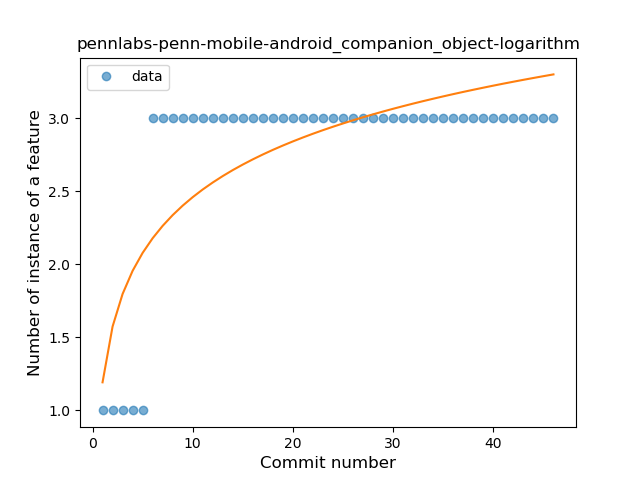 pennlabs-penn-mobile-android_companion_object-logarithm
data
Number of instance of a feature
3.0
2.5
2.0
1.5
1.0
0
10
20
30
40
Commit number